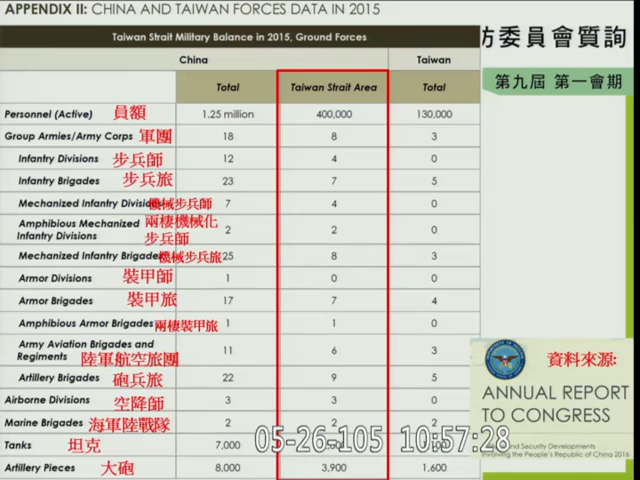 APPENDIX II: CHINA AND TAIWAN FORCES DATA IN 2015
Taiwan Strait Military Balance in 2015, Ground Forces
China Taiwan
Total Taiwan Strait Area Total
Personnel (Active) 員額 1.25 million 400,000 130,000
Group Armies/Army Corps 軍團 18 8 3
Infantry Divisions 步兵師 12 4 0
Infantry Brigades 步兵旅 23 7 5
Mechanized Infantry Divisions 機械步兵師 7 4 0
Amphibious Mechanized Infantry Divisions 兩棲機械化步兵師 2 2 0
Mechanized Infantry Brigades 機械步兵旅 25 8 3
Armor Divisions 裝甲師 1 0 0
Armor Brigades 裝甲旅 17 7 4
Amphibious Armor Brigades 兩棲裝甲旅 1 1 0
Army Aviation Brigades and Regiments 陸軍航空旅團 11 6 3
Artillery Brigades 砲兵旅 22 9 5
Airborne Divisions 空降師 3 3 0
Marine Brigades 海軍陸戰隊 2 2 2
Tanks 坦克 7,000
Artillery Pieces 大砲 8,000 3,900 1,600
05-26-105 10:57:28
委員會質詢
第九屆 第一會期
資料來源:
ANNUAL REPORT
TO CONGRESS
and Security Developments
Involving the People's Republic of China 2016